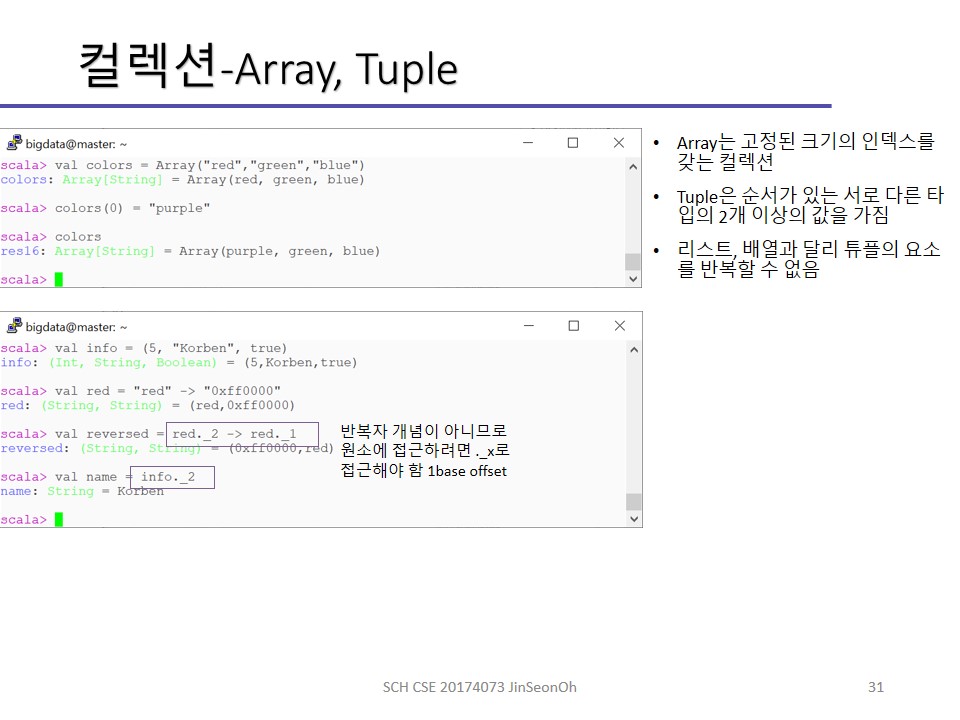 컬렉션-Array, Tuple
bigdata@master: ~
scala> val colors = Array("red","green","blue")
colors: Array[String] = Array(red, green, blue)
scala> colors(0) = "purple"
scala> colors
res16: Array[String] = Array(purple, green, blue)
scala>
• Array는 고정된 크기의 인덱스를
갖는 컬렉션
• Tuple은 순서가 있는 서로 다른 타
입의 2개 이상의 값을 가짐
• 리스트, 배열과 달리 튜플의 요소
를 반복할 수 없음
bigdata@master: ~
scala> val info = (5, "Korben", true)
info: (Int, String, Boolean) = (5,Korben,true)
scala> val red = "red" -> "0xff0000"
red: (String, String) = (red,0xff0000)
scala> val reversed = red._2 -> red._1
reversed: (String, String) = (0xff0000,red)
scala> val name = info._2
name: String = Korben
scala>
반복자 개념이 아니므로
원소에 접근하려면 ._x로
접근해야 함 1base offset
SCH CSE 20174073 JinSeonOh
31